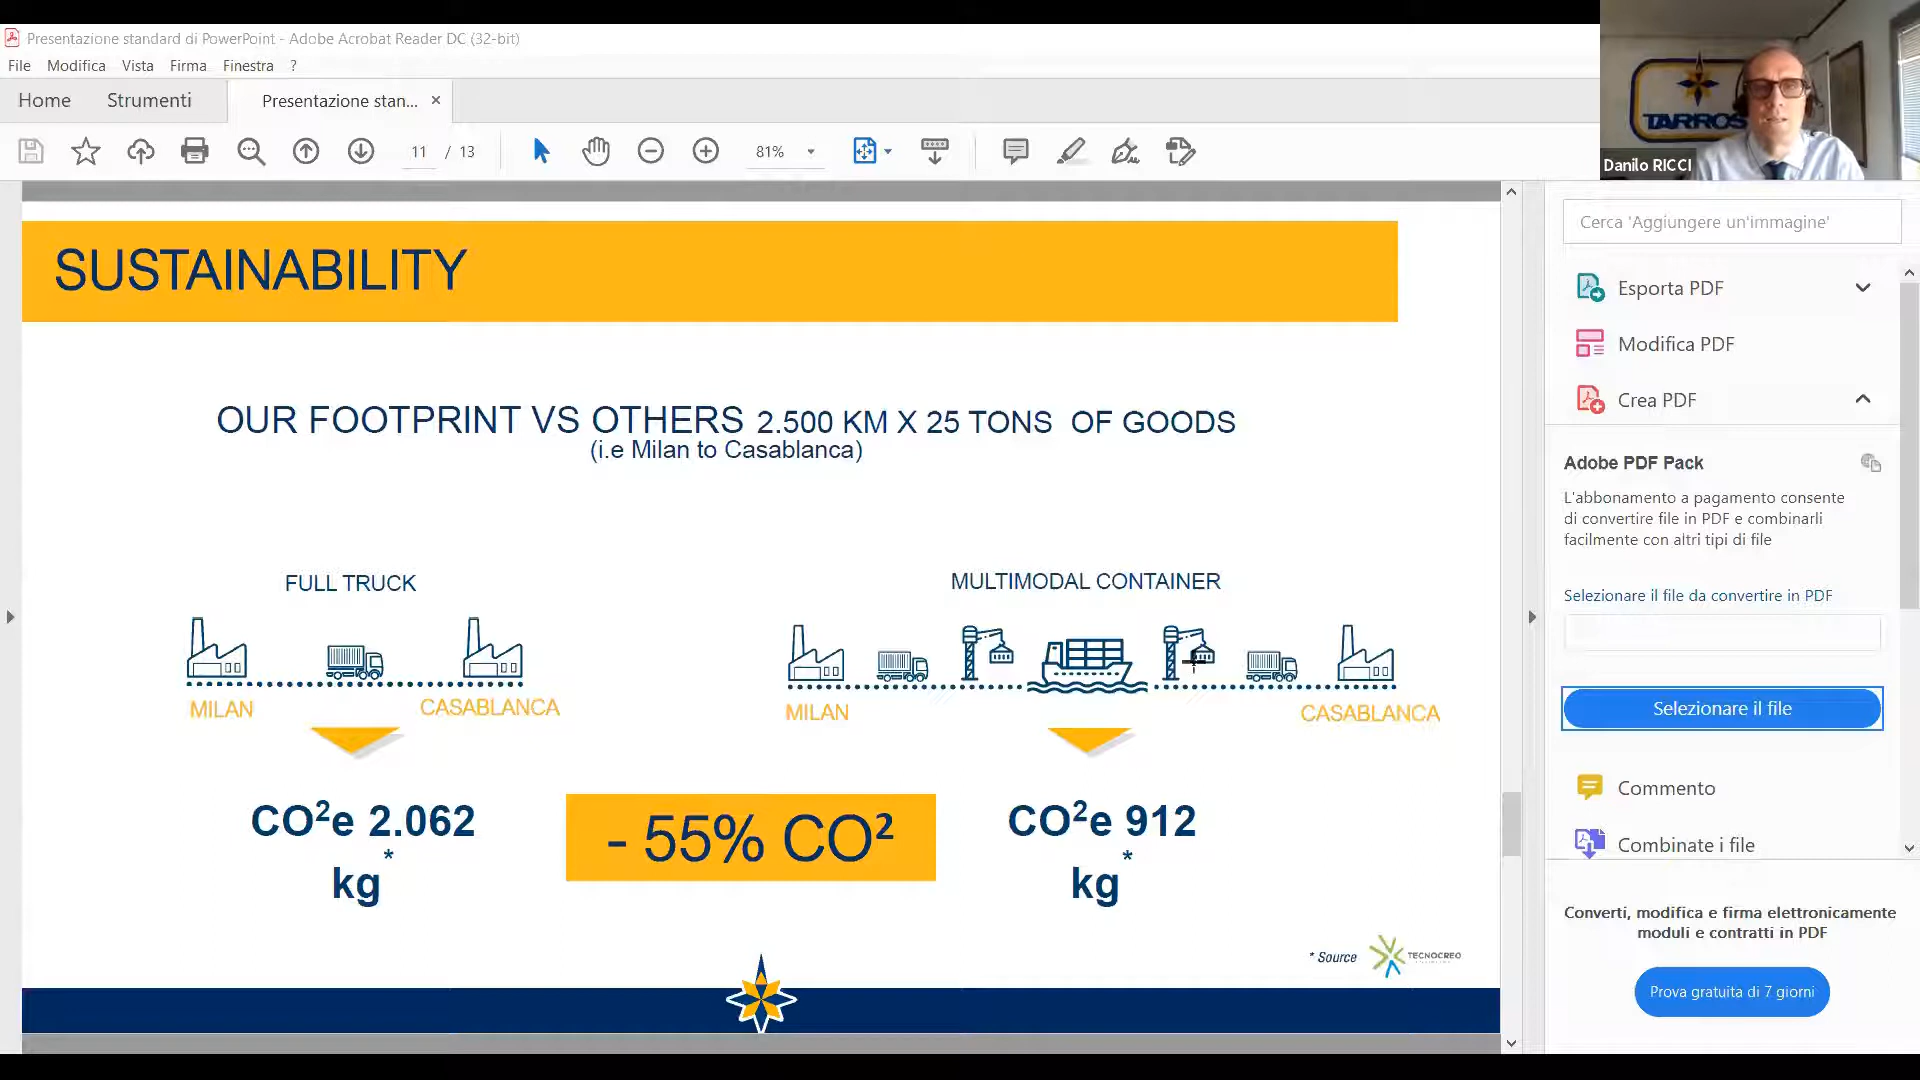 Presentazione standard di PowerPoint - Adobe Acrobat Reader DC (32-bit)
File Modifica Vista Firma Finestra ?
Home Strumenti Presentazione stan... ×
11 / 13 81%
TARROS
Danilo RICCI
SUSTAINABILITY
OUR FOOTPRINT VS OTHERS 2.500 KM X 25 TONS OF GOODS
(i.e Milan to Casablanca)
FULL TRUCK
MILAN CASABLANCA
CO²e 2.062
kg*
- 55% CO²
MULTIMODAL CONTAINER
MILAN CASABLANCA
CO²e 912
kg*
* Source TECNOCREO
Cerca 'Aggiungere un'immagine'
Esporta PDF
Modifica PDF
Crea PDF
Adobe PDF Pack
L'abbonamento a pagamento consente
di convertire file in PDF e combinarli
facilmente con altri tipi di file
Selezionare il file da convertire in PDF
Selezionare il file
Commento
Combinate i file
Converti, modifica e firma elettronicamente
moduli e contratti in PDF
Prova gratuita di 7 giorni